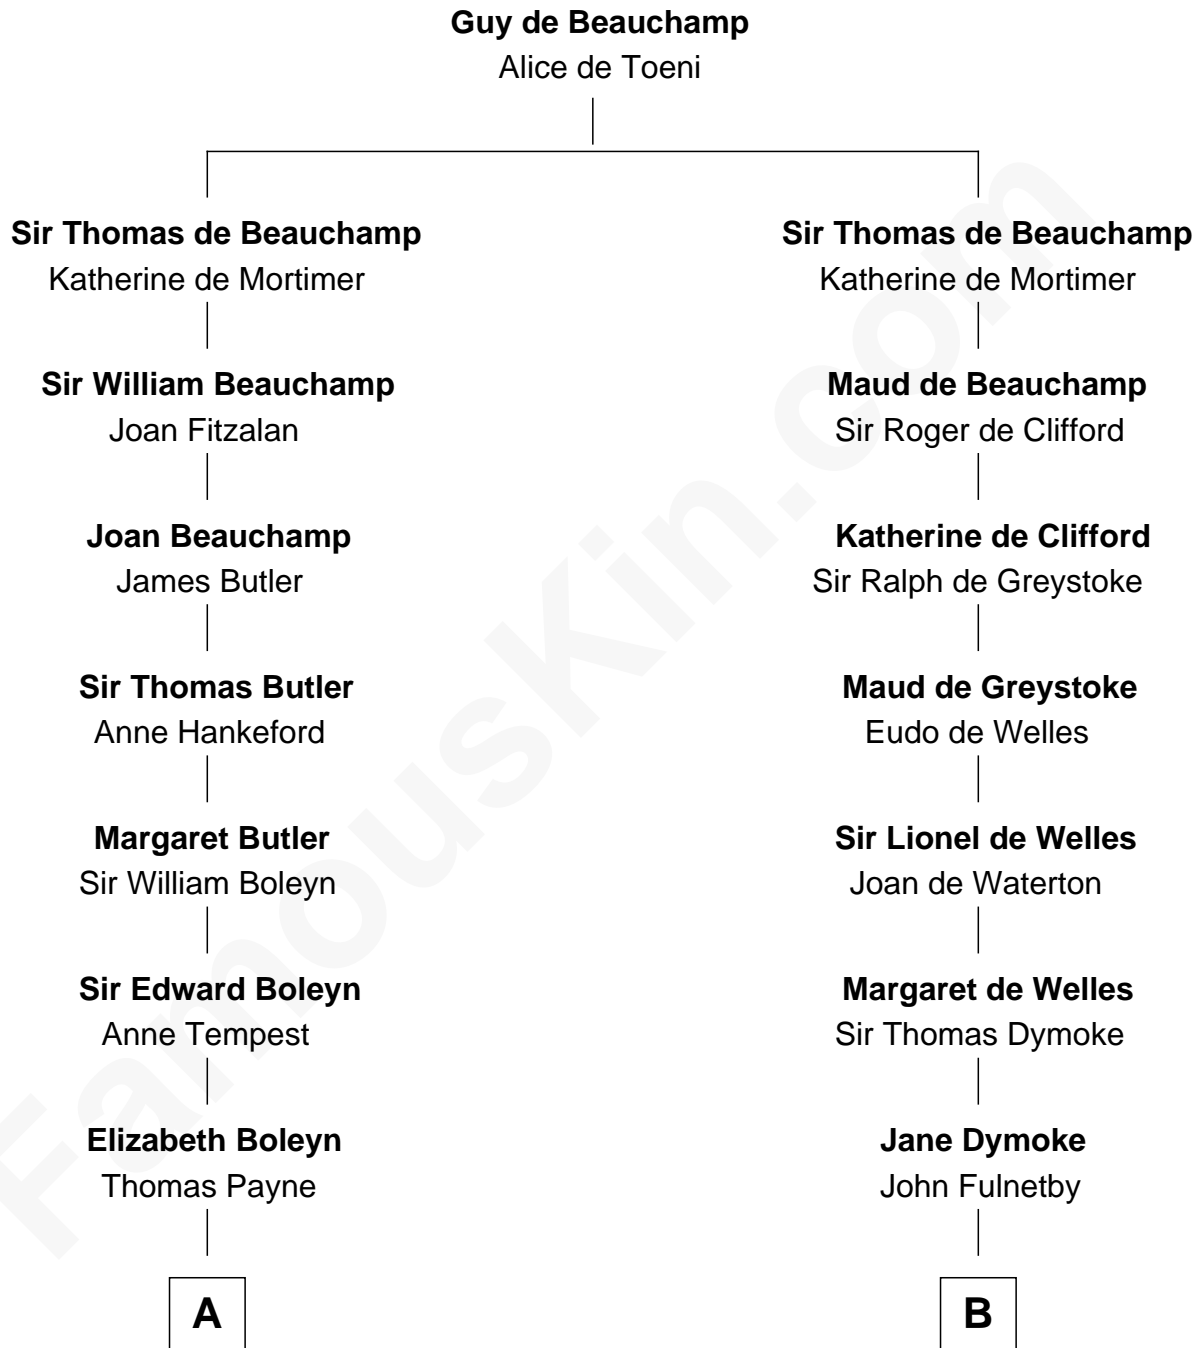 Guy de Beauchamp
Alice de Toeni
Sir Thomas de Beauchamp
Katherine de Mortimer
Sir William Beauchamp
Joan Fitzalan
Joan Beauchamp
James Butler
Sir Thomas Butler
Anne Hankeford
Margaret Butler
Sir William Boleyn
Sir Edward Boleyn
Anne Tempest
Elizabeth Boleyn
Thomas Payne
A
Sir Thomas de Beauchamp
Katherine de Mortimer
Maud de Beauchamp
Sir Roger de Clifford
Katherine de Clifford
Sir Ralph de Greystoke
Maud de Greystoke
Eudo de Welles
Sir Lionel de Welles
Joan de Waterton
Margaret de Welles
Sir Thomas Dymoke
Jane Dymoke
John Fulnetby
B
FamousKin.com